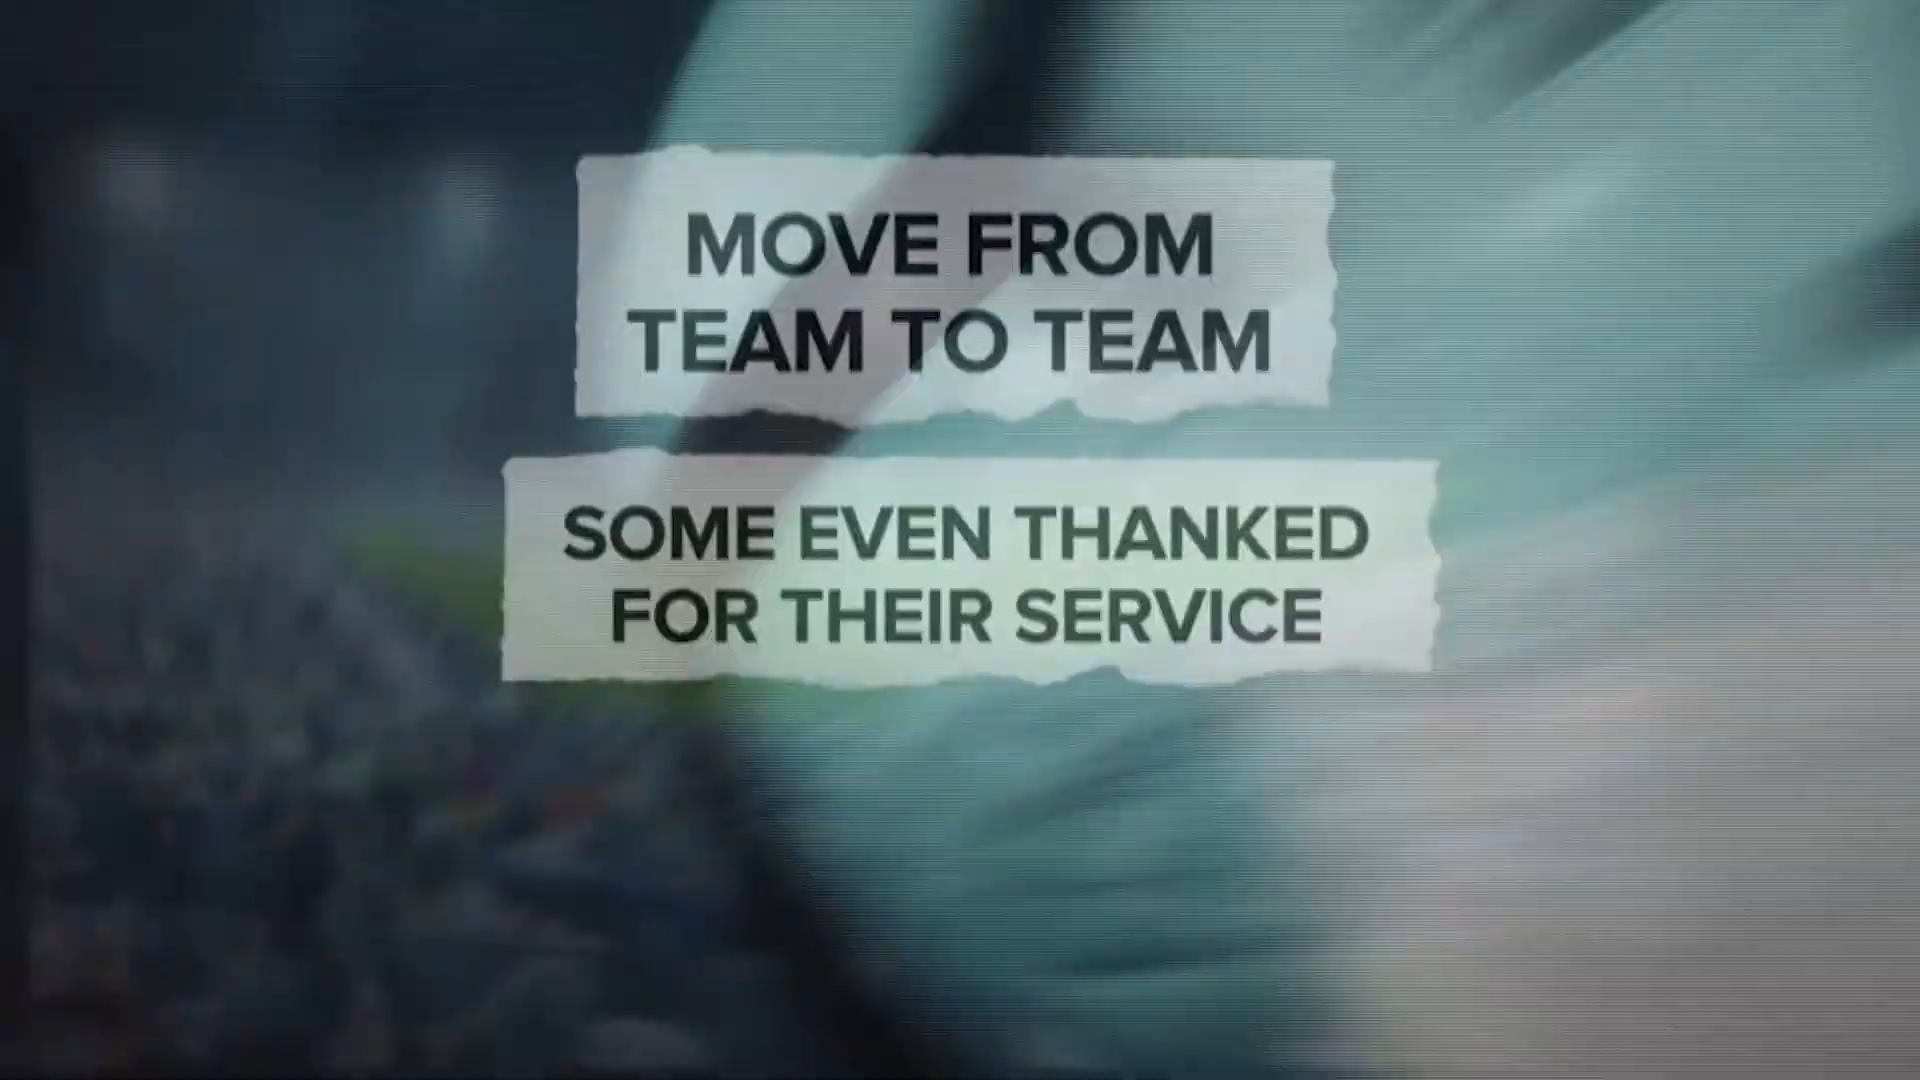 MOVE FROM
TEAM TO TEAM
SOME EVEN THANKED
FOR THEIR SERVICE